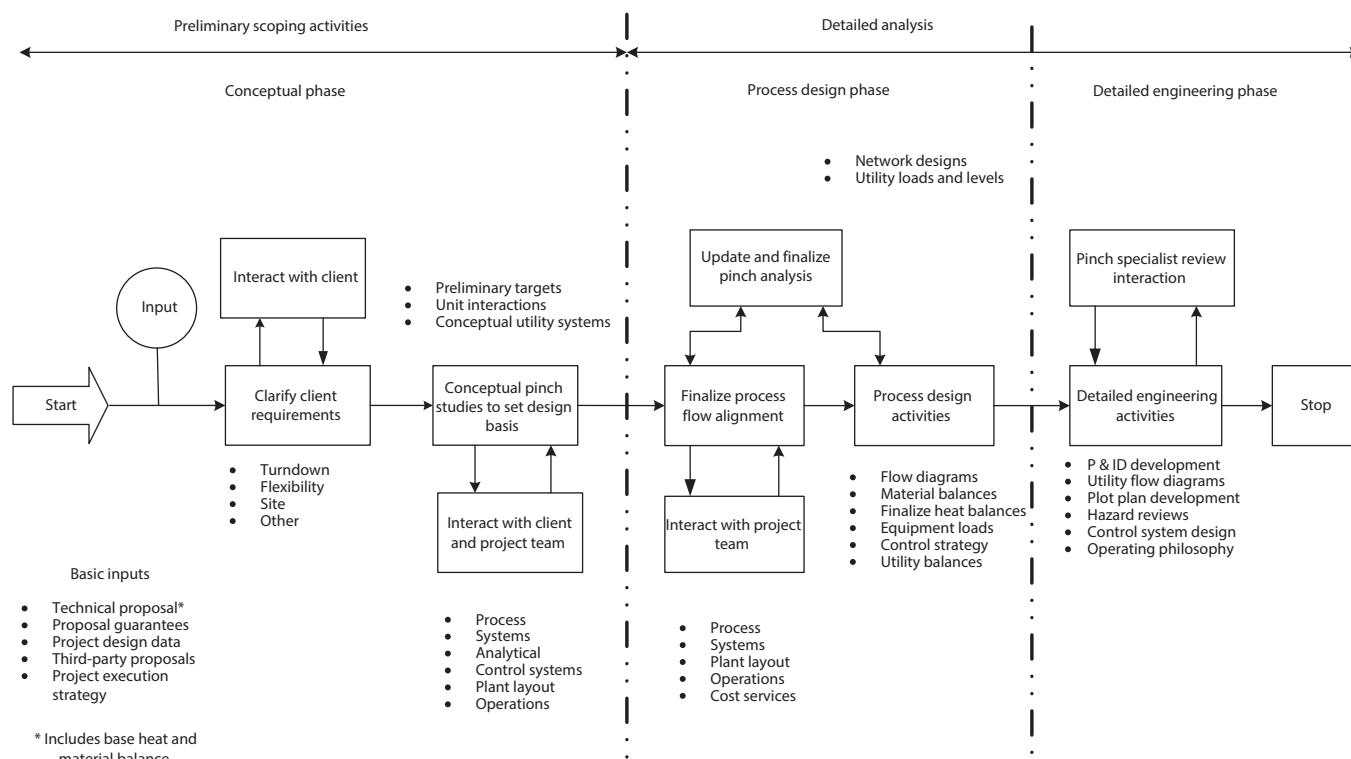 Preliminary scoping activities
Detailed analysis
Conceptual phase
Process design phase
Detailed engineering phase
• Network designs
• Utility loads and levels
Interact with client
Input
• Preliminary targets
• Unit interactions
• Conceptual utility systems
Update and finalize
pinch analysis
Pinch specialist review
interaction
Start
Clarify client
requirements
Conceptual pinch
studies to set design
basis
Finalize process
flow alignment
Process design
activities
Detailed engineering
activities
Stop
• Turndown
• Flexibility
• Site
• Other
Interact with client
and project team
Interact with project
team
• Flow diagrams
• Material balances
• Finalize heat balances
• Equipment loads
• Control strategy
• Utility balances
• P & ID development
• Utility flow diagrams
• Plot plan development
• Hazard reviews
• Control system design
• Operating philosophy
Basic inputs
• Technical proposal*
• Proposal guarantees
• Project design data
• Third-party proposals
• Project execution
strategy
• Process
• Systems
• Analytical
• Control systems
• Plant layout
• Operations
• Process
• Systems
• Plant layout
• Operations
• Cost services
* Includes base heat and
material balance